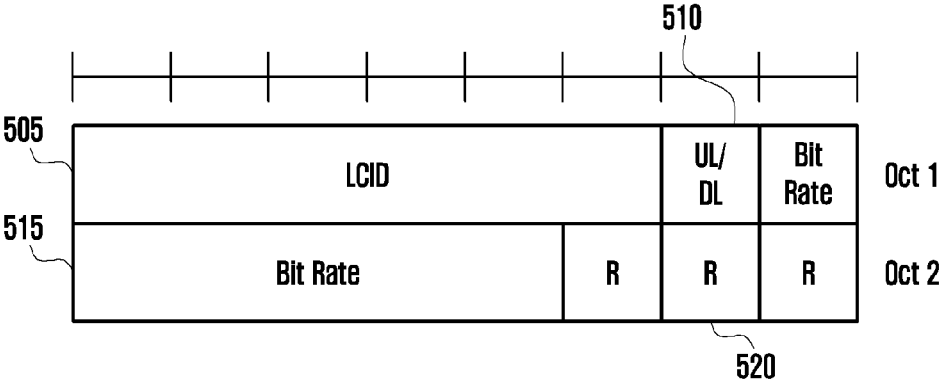 510
505
LCID
UL/
DL
Bit
Rate
Oct 1
515
Bit Rate
R
R
R
Oct 2
520